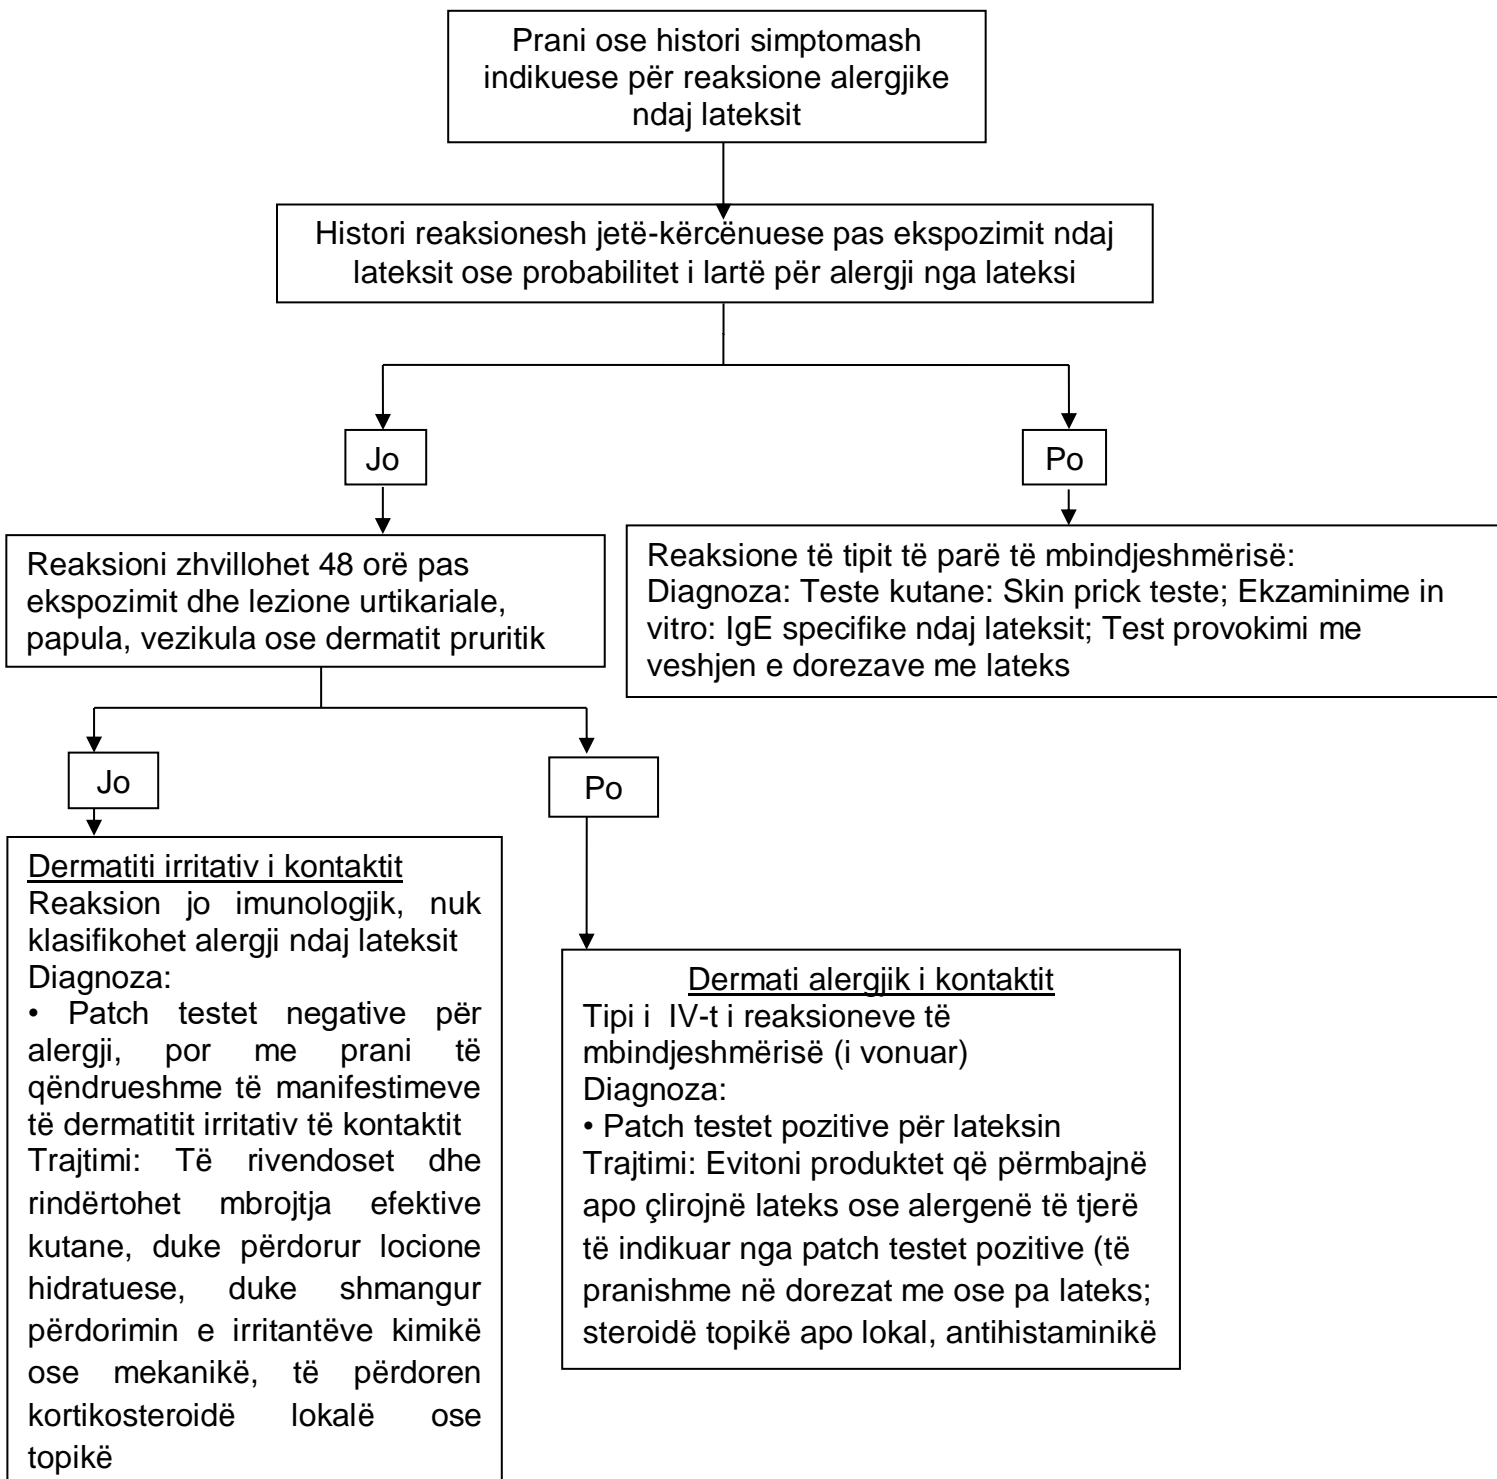 Prani ose histori simptomash
indikuese për reaksione alergjike
ndaj lateksit
Histori reaksionesh jetë-kërcënuese pas ekspozimit ndaj
lateksit ose probabilitet i lartë për alergji nga lateksi
Jo
Po
Reaksioni zhvillohet 48 orë pas
ekspozimit dhe lezione urtikariale,
papula, vezikula ose dermatit pruritik
Reaksione të tipit të parë të mbindjeshmërisë:
Diagnoza: Teste kutane: Skin prick teste; Ekzaminime in
vitro: IgE specifike ndaj lateksit; Test provokimi me
veshjen e dorezave me lateks
Jo
Po
Dermatiti irritativ i kontaktit
Reaksion jo imunologjik, nuk
klasifikohet alergji ndaj lateksit
Diagnoza:
• Patch testet negative për
alergji, por me prani të
qëndrueshme të manifestimeve
të dermatitit irritativ të kontaktit
Trajtimi: Të rivendoset dhe
rindërtohet mbrojtja efektive
kutane, duke përdorur locione
hidratuese, duke shmangur
përdorimin e irritantëve kimikë
ose mekanikë, të përdoren
kortikosteroidë lokalë ose
topikë
Dermati alergjik i kontaktit
Tipi i IV-t i reaksioneve të
mbindjeshmërisë (i vonuar)
Diagnoza:
• Patch testet pozitive për lateksin
Trajtimi: Evitoni produktet që përmbajnë
apo çlirojnë lateks ose alergenë të tjerë
të indikuar nga patch testet pozitive (të
pranishme në dorezat me ose pa lateks;
steroidë topikë apo lokal, antihistaminikë